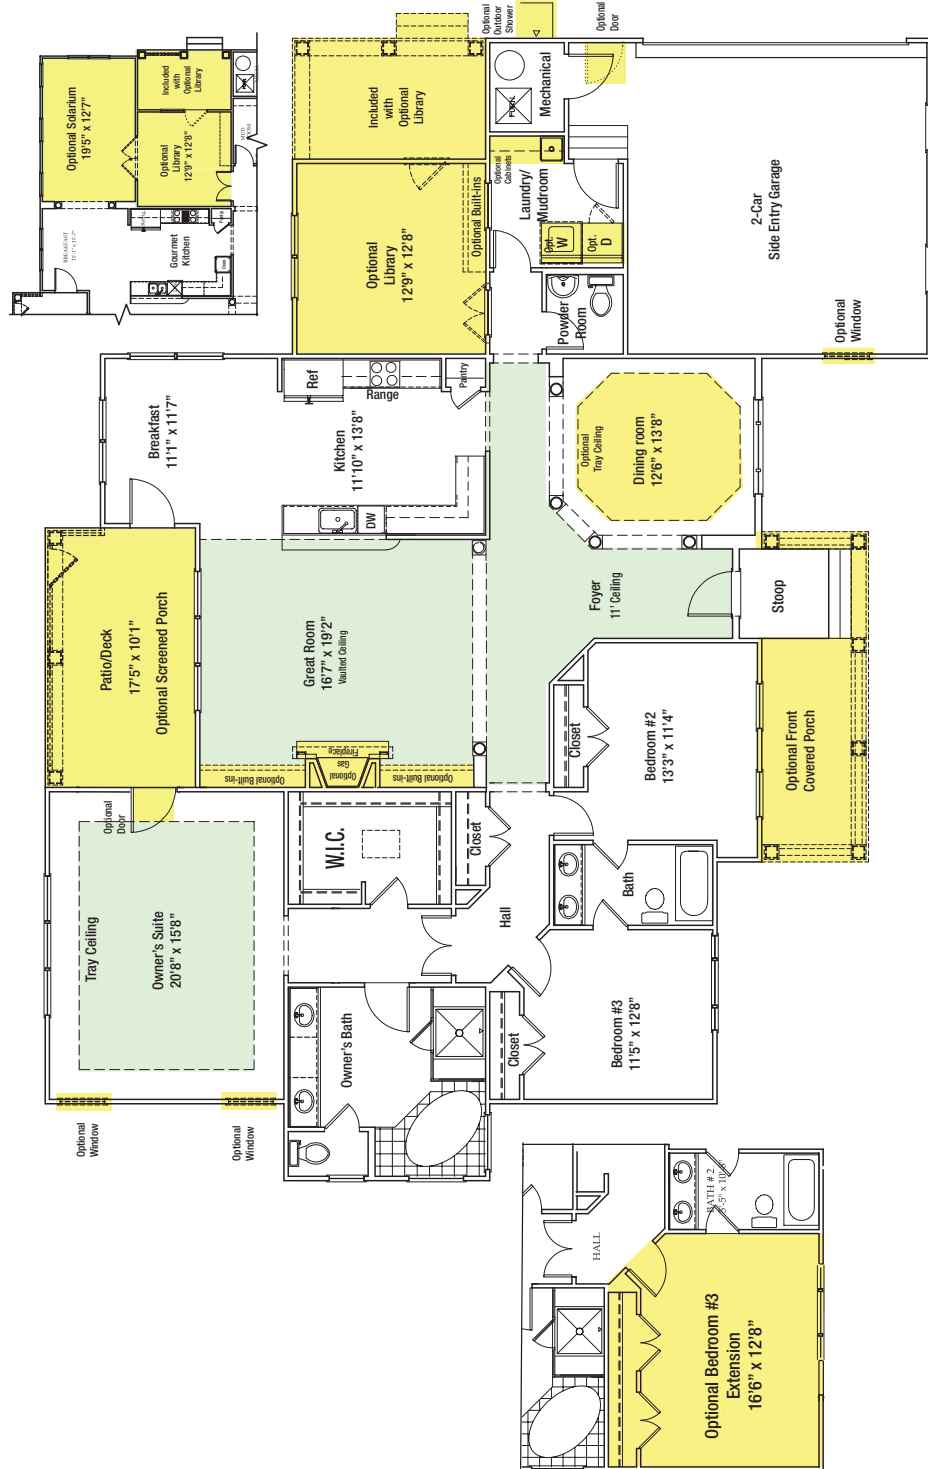 Optional Solarium
19'5" x 12'7"
Included
with
Optional
Library
Optional
Library
12'9" x 12'8"
BREAKFAST
Gourmet
Kitchen
MUD
ROOM
Optional
Outdoor
Shower
Optional
Door
Included
with
Optional
Library
Mechanical
Optional
Library
12'9" x 12'8"
Optional Built-ins
Optional
Cabinets
Laundry/
Mudroom
Opt.
W
Opt.
D
Powder
Room
2-Car
Side Entry Garage
Optional
Window
Breakfast
11'1" x 11'7"
Ref
Range
Pantry
Kitchen
11'10" x 13'8"
DW
Optional
Tray Ceiling
Dining room
12'6" x 13'8"
Patio/Deck
17'5" x 10'1"
Optional Screened Porch
Great Room
16'7" x 19'2"
Vaulted Ceiling
Foyer
11' Ceiling
Stoop
Optional Built-ins
Optional
Gas
Fireplace
Optional Built-ins
Closet
Bedroom #2
13'3" x 11'4"
Optional Front
Covered Porch
Optional
Door
Tray Ceiling
Owner's Suite
20'8" x 15'8"
W.I.C.
Closet
Hall
Bath
Owner's Bath
Closet
Bedroom #3
11'5" x 12'8"
Optional
Window
Optional
Window
HALL
BATH # 2
Optional Bedroom #3
Extension
16'6" x 12'8"